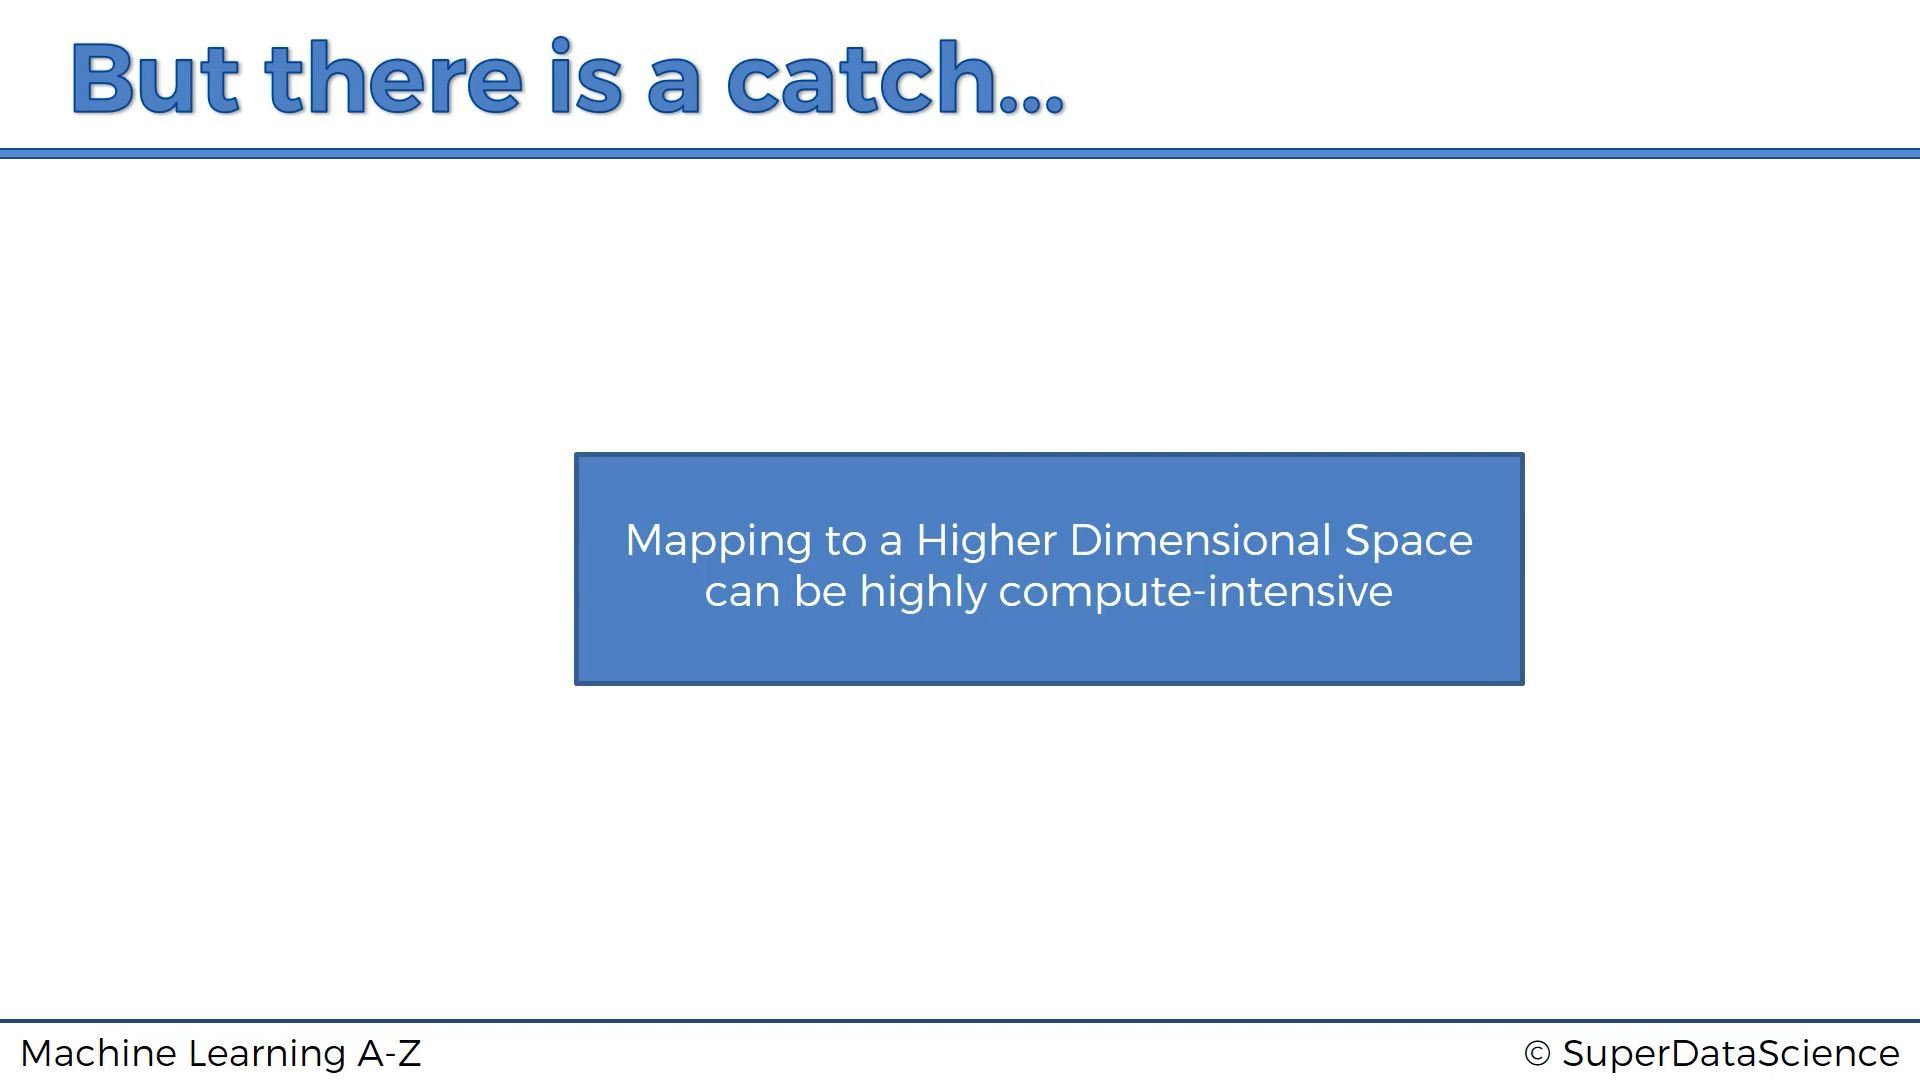 But there is a catch...
Mapping to a Higher Dimensional Space
can be highly compute-intensive
Machine Learning A-Z
© SuperDataScience